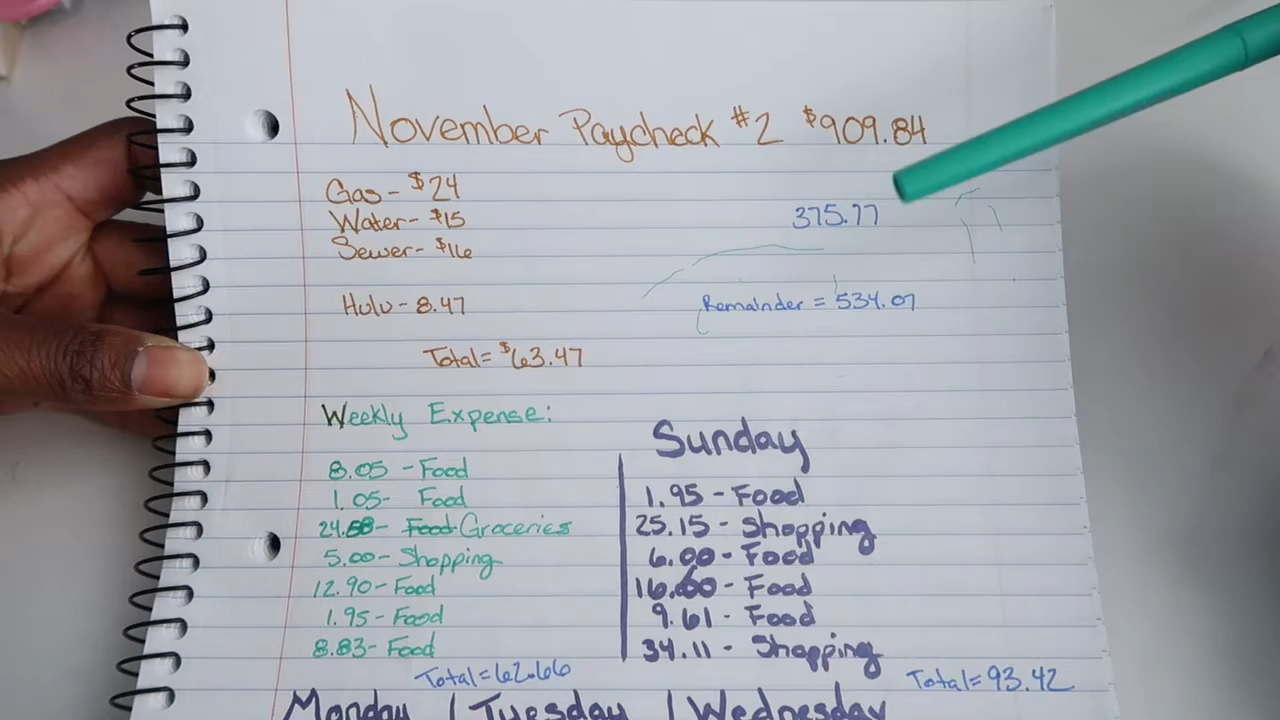 November Paycheck #2 $909.84
Gas - $24
Water - $15
375.77
Sewer - $16
Hulu - 8.47
Remainder = 534.07
Total = $63.47
Weekly Expense:
8.05 - Food
1.05 - Food
24.88 - Food Groceries
5.00 - Shopping
12.90 - Food
1.95 - Food
8.83 - Food
Total = 62.66
Sunday
1.95 - Food
25.15 - Shopping
6.00 - Food
16.60 - Food
9.61 - Food
34.11 - Shopping
Total = 93.42
Monday | Tuesday | Wednesday